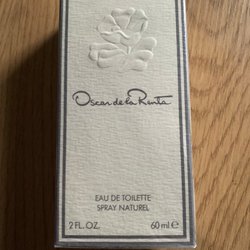 Oscar de la Renta
EAU DE TOILETTE
SPRAY NATUREL
2 FL. OZ. 60 ml e